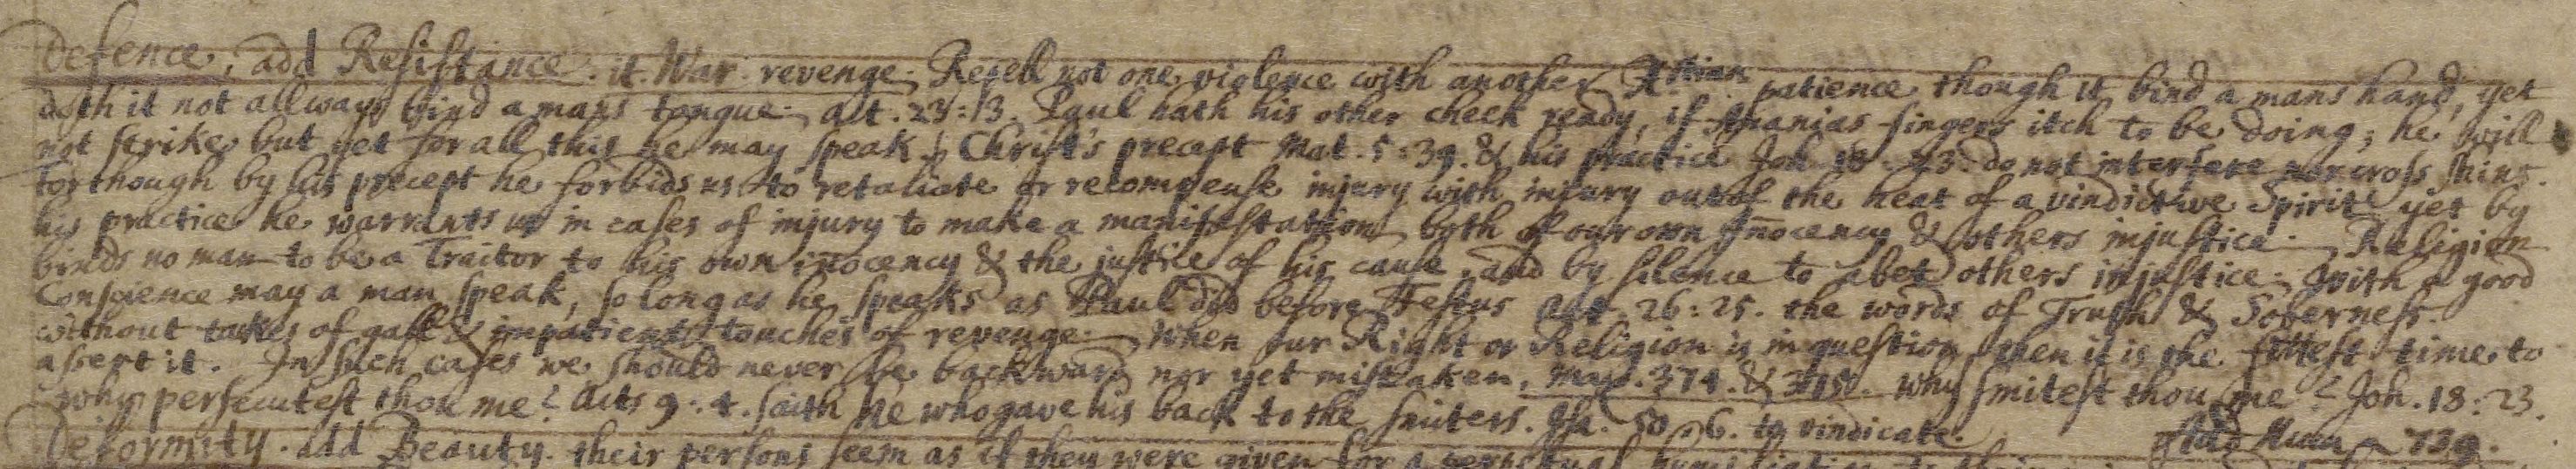 Defence, add Resistance. it. War. revenge. Repell not one violence with another. Xstian patience though it bind a mans hand, yet
doth it not allways bind a mans tongue. act. 23:13. Paul hath his other cheek ready, if Ananias fingers itch to be doing; he will
not strike but yet for all this he may speak. Christ's precept Mat. 5:39. & his practice Joh. 18:23. do not interfere nor cross shins.
for though by his precept he forbids us to retaliate or recompense injury with injury out of the heat of a vindictive Spirit yet by
his practice he warrants us in cases of injury to make a manifestation both of our own inocency & others injustice. Religion
binds no man to be a Traitor to his own inocency & the justice of his cause, and by silence to abet others injustice. With a good
Conscience may a man speak, so long as he speaks as Paul did before Festus Act. 26:25. the words of Truth & Soberness.
without of gall & impatient touches of revenge. when our Right or Religion is in question then it is the fittest time to
assert it. In such cases we should never be backward nor yet mistaken. 374. & why smitest thou me? Joh. 18:23.
why persecutest thou me? Acts 9:4. saith he who gave his back to the smiters. Isa. 50.6. to vindicate. 739.
Deformity. add Beauty. their persons seem as if they were given for a